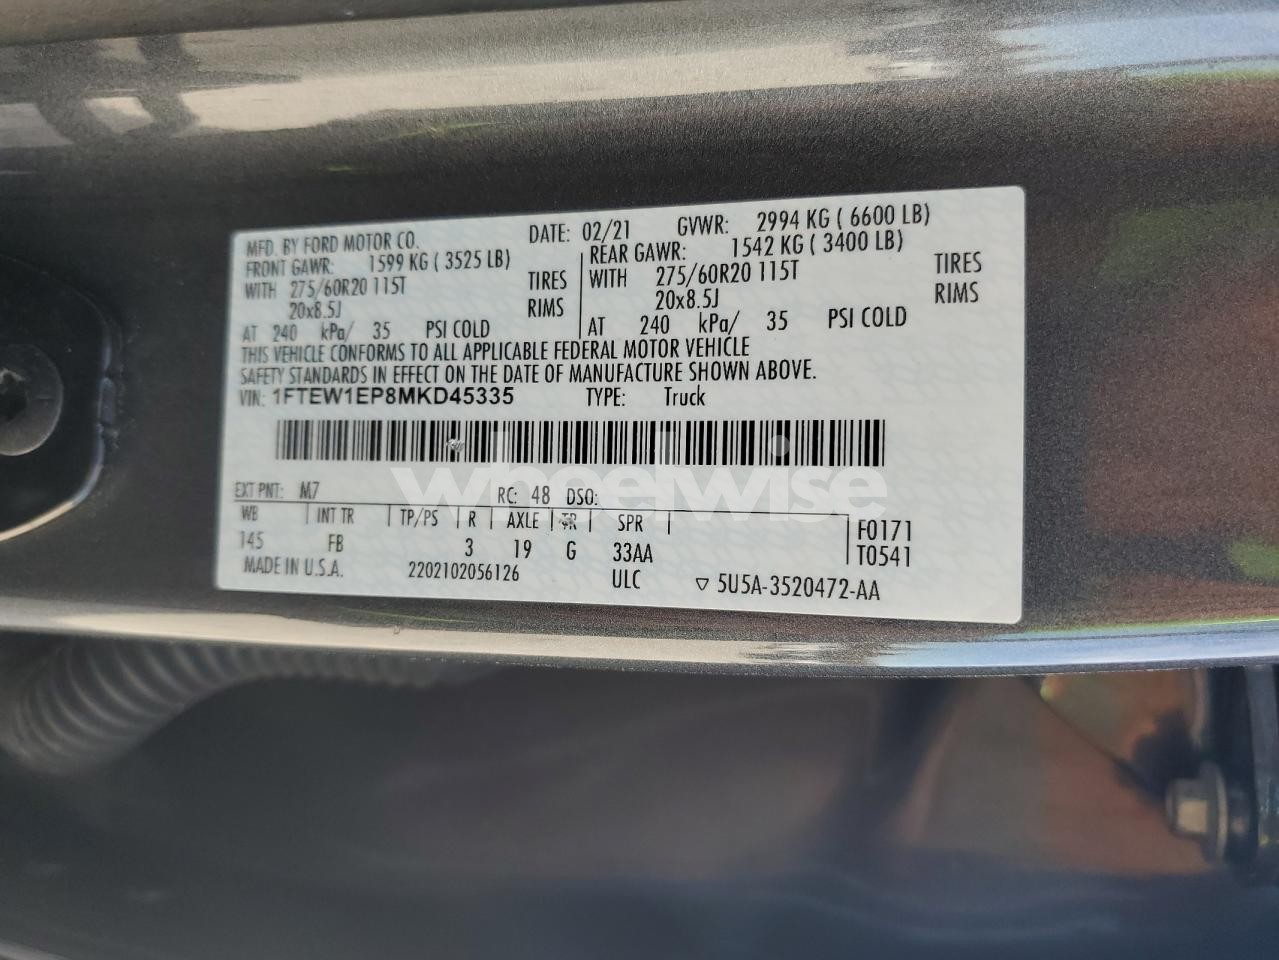 MFD. BY FORD MOTOR CO. DATE: 02/21 GVWR: 2994 KG ( 6600 LB)
FRONT GAWR: 1599 KG ( 3525 LB) REAR GAWR: 1542 KG ( 3400 LB)
WITH 275/60R20 115T TIRES WITH 275/60R20 115T TIRES
20x8.5J RIMS 20x8.5J RIMS
AT 240 kPa/ 35 PSI COLD AT 240 kPa/ 35 PSI COLD
THIS VEHICLE CONFORMS TO ALL APPLICABLE FEDERAL MOTOR VEHICLE
SAFETY STANDARDS IN EFFECT ON THE DATE OF MANUFACTURE SHOWN ABOVE.
VIN: 1FTEW1EP8MKD45335 TYPE: Truck
wheelwise
EXT PNT: M7 RC: 48 DSO:
WB INT TR TP/PS R AXLE TR SPR F0171
145 FB 3 19 G 33AA T0541
MADE IN U.S.A. 2202102056126 ULC ▽ 5U5A-3520472-AA